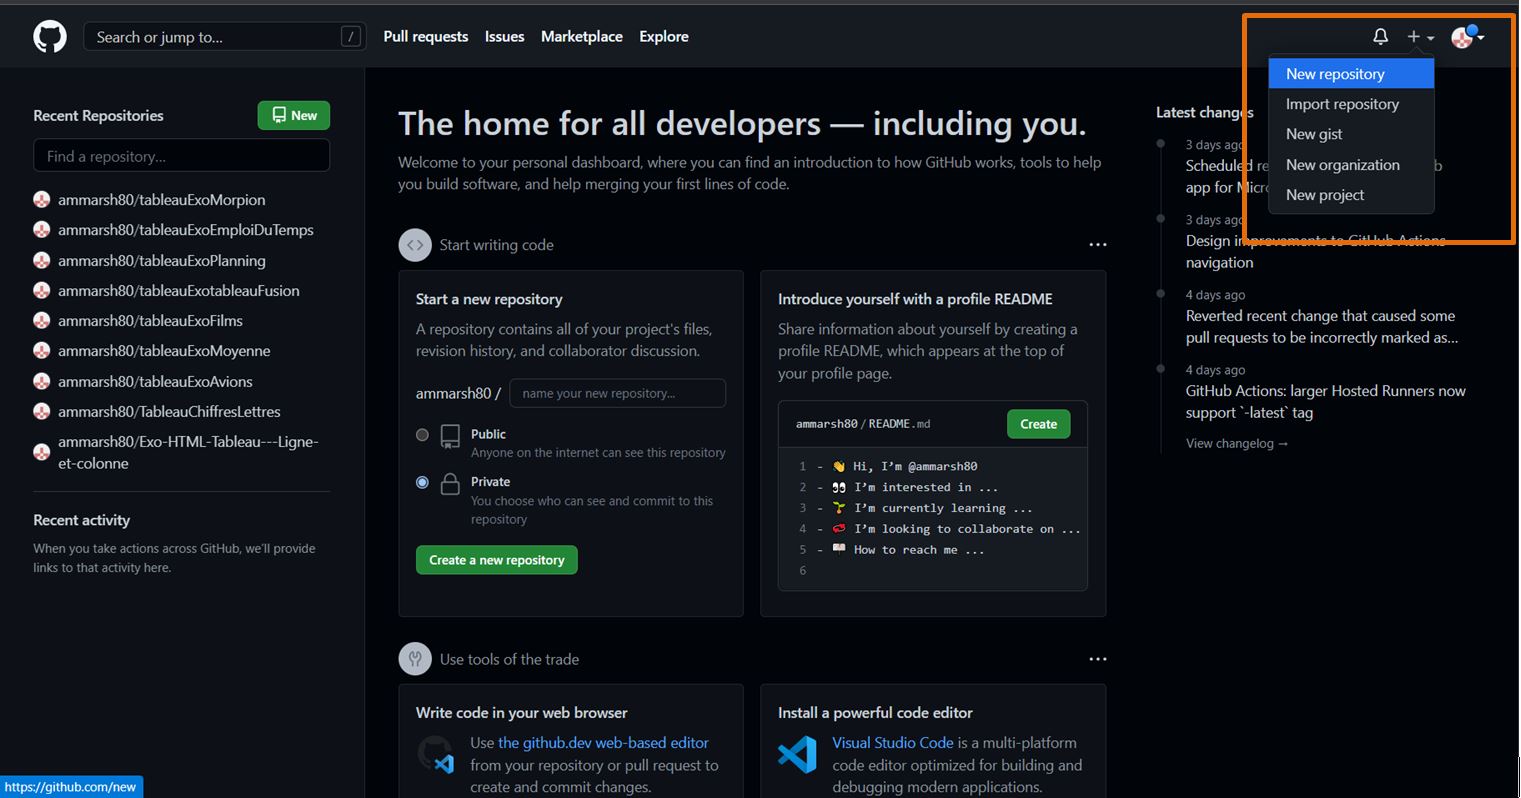 Search or jump to...
/
Pull requests
Issues
Marketplace
Explore
New repository
Import repository
New gist
New organization
New project
Recent Repositories
New
Find a repository...
ammarsh80/tableauExoMorpion
ammarsh80/tableauExoEmploiDuTemps
ammarsh80/tableauExoPlanning
ammarsh80/tableauExotableauFusion
ammarsh80/tableauExoFilms
ammarsh80/tableauExoMoyenne
ammarsh80/tableauExoAvions
ammarsh80/TableauChiffresLettres
ammarsh80/Exo-HTML-Tableau---Ligne-
et-colonne
Recent activity
When you take actions across GitHub, we'll provide
links to that activity here.
The home for all developers — including you.
Welcome to your personal dashboard, where you can find an introduction to how GitHub works, tools to help
you build software, and help merging your first lines of code.
Start writing code
Start a new repository
A repository contains all of your project's files,
revision history, and collaborator discussion.
ammarsh80 /
name your new repository...
Public
Anyone on the internet can see this repository
Private
You choose who can see and commit to this
repository
Create a new repository
Introduce yourself with a profile README
Share information about yourself by creating a
profile README, which appears at the top of
your profile page.
ammarsh80 / README.md
Create
1 - 👋 Hi, I'm @ammarsh80
2 - 👀 I'm interested in ...
3 - 🌱 I'm currently learning ...
4 - 💞️ I'm looking to collaborate on ...
5 - 📫 How to reach me ...
6
Use tools of the trade
Write code in your web browser
Use the github.dev web-based editor
from your repository or pull request to
create and commit changes.
Install a powerful code editor
Visual Studio Code is a multi-platform
code editor optimized for building and
debugging modern applications.
Latest changes
3 days ago
Scheduled
app for
3 days ago
Design improvements to GitHub Actions
navigation
4 days ago
Reverted recent change that caused some
pull requests to be incorrectly marked as...
4 days ago
GitHub Actions: larger Hosted Runners now
support `-latest` tag
View changelog →
https://github.com/new